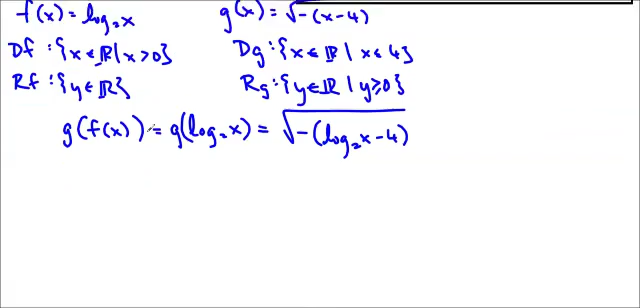 f(x) = log₂x
g(x) = √-(x-4)
Df : {x ∈ ℝ | x > 0}
Dg : {x ∈ ℝ | x ≤ 4}
Rf : {y ∈ ℝ}
Rg : {y ∈ ℝ | y ≥ 0}
g(f(x)) = g(log₂x) = √-(log₂x - 4)